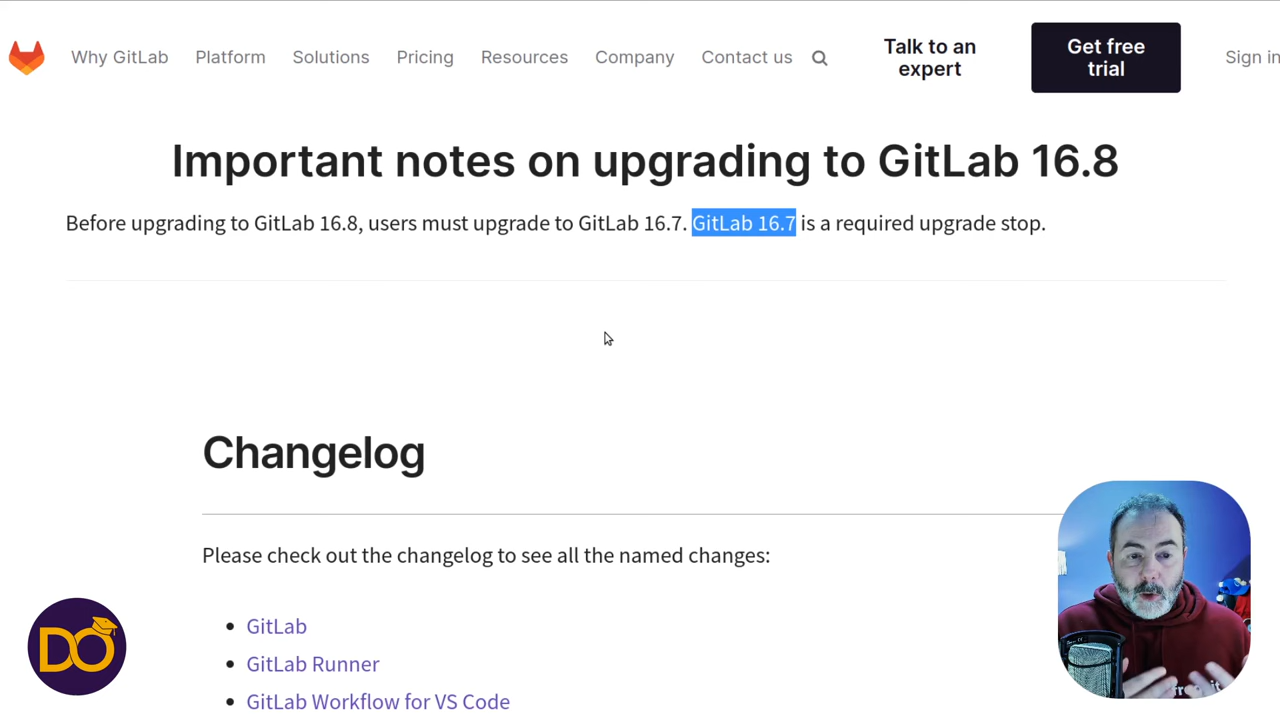 Why GitLab Platform Solutions Pricing Resources Company Contact us Talk to an expert Get free trial Sign in
Important notes on upgrading to GitLab 16.8
Before upgrading to GitLab 16.8, users must upgrade to GitLab 16.7. GitLab 16.7 is a required upgrade stop.
Changelog
Please check out the changelog to see all the named changes:
GitLab
GitLab Runner
GitLab Workflow for VS Code
DO